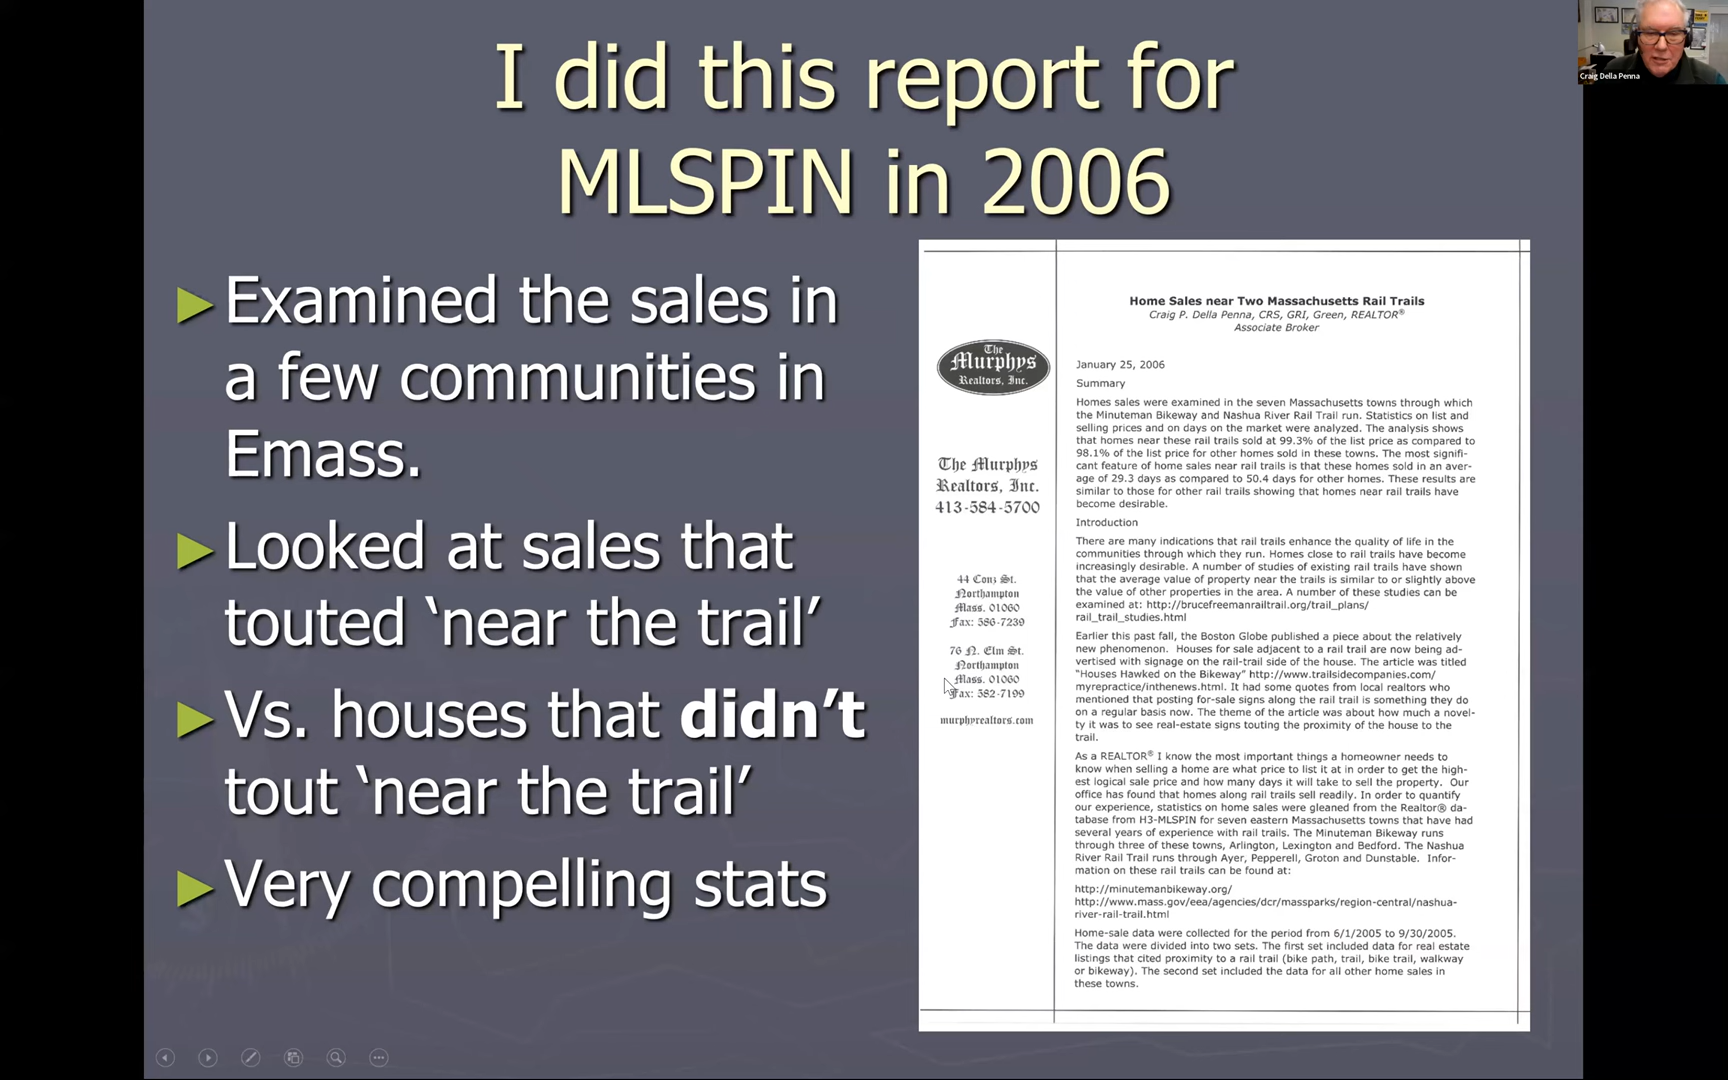 I did this report for
MLSPIN in 2006
Craig Della Penna
Examined the sales in
a few communities in
Emass.
Looked at sales that
touted ‘near the trail’
Vs. houses that didn’t
tout ‘near the trail’
Very compelling stats
The
Murphys
Realtors, Inc.
The Murphys
Realtors, Inc.
413-584-5700
44 Conz St.
Northampton
Mass. 01060
Fax: 586-7239
76 N. Elm St.
Northampton
Mass. 01060
Fax: 582-7199
murphyrealtors.com
Home Sales near Two Massachusetts Rail Trails
Craig P. Della Penna, CRS, GRI, Green, REALTOR®
Associate Broker
January 25, 2006
Summary
Homes sales were examined in the seven Massachusetts towns through which
the Minuteman Bikeway and Nashua River Rail Trail run. Statistics on list and
selling prices and on days on the market were analyzed. The analysis shows
that homes near these rail trails sold at 99.3% of the list price as compared to
98.1% of the list price for other homes sold in these towns. The most signifi-
cant feature of home sales near rail trails is that these homes sold in an aver-
age of 29.3 days as compared to 50.4 days for other homes. These results are
similar to those for other rail trails showing that homes near rail trails have
become desirable.
Introduction
There are many indications that rail trails enhance the quality of life in the
communities through which they run. Homes close to rail trails have become
increasingly desirable. A number of studies of existing rail trails have shown
that the average value of property near the trails is similar to or slightly above
the value of other properties in the area. A number of these studies can be
examined at: http://brucefreemanrailtrail.org/trail_plans/
rail_trail_studies.html
Earlier this past fall, the Boston Globe published a piece about the relatively
new phenomenon. Houses for sale adjacent to a rail trail are now being ad-
vertised with signage on the rail-trail side of the house. The article was titled
“Houses Hawked on the Bikeway” http://www.trailsidecompanies.com/
myrepractice/inthenews.html. It had some quotes from local realtors who
mentioned that posting for-sale signs along the rail trail is something they do
on a regular basis now. The theme of the article was about how much a novel-
ty it was to see real-estate signs touting the proximity of the house to the
trail.
As a REALTOR® I know the most important things a homeowner needs to
know when selling a home are what price to list it at in order to get the high-
est logical sale price and how many days it will take to sell the property. Our
office has found that homes along rail trails sell readily. In order to quantify
our experience, statistics on home sales were gleaned from the Realtor® da-
tabase from H3-MLSPIN for seven eastern Massachusetts towns that have had
several years of experience with rail trails. The Minuteman Bikeway runs
through three of these towns, Arlington, Lexington and Bedford. The Nashua
River Rail Trail runs through Ayer, Pepperell, Groton and Dunstable. Infor-
mation on these rail trails can be found at:
http://minutemanbikeway.org/
http://www.mass.gov/eea/agencies/dcr/massparks/region-central/nashua-
river-rail-trail.html
Home-sale data were collected for the period from 6/1/2005 to 9/30/2005.
The data were divided into two sets. The first set included data for real estate
listings that cited proximity to a rail trail (bike path, trail, bike trail, walkway
or bikeway). The second set included the data for all other home sales in
these towns.